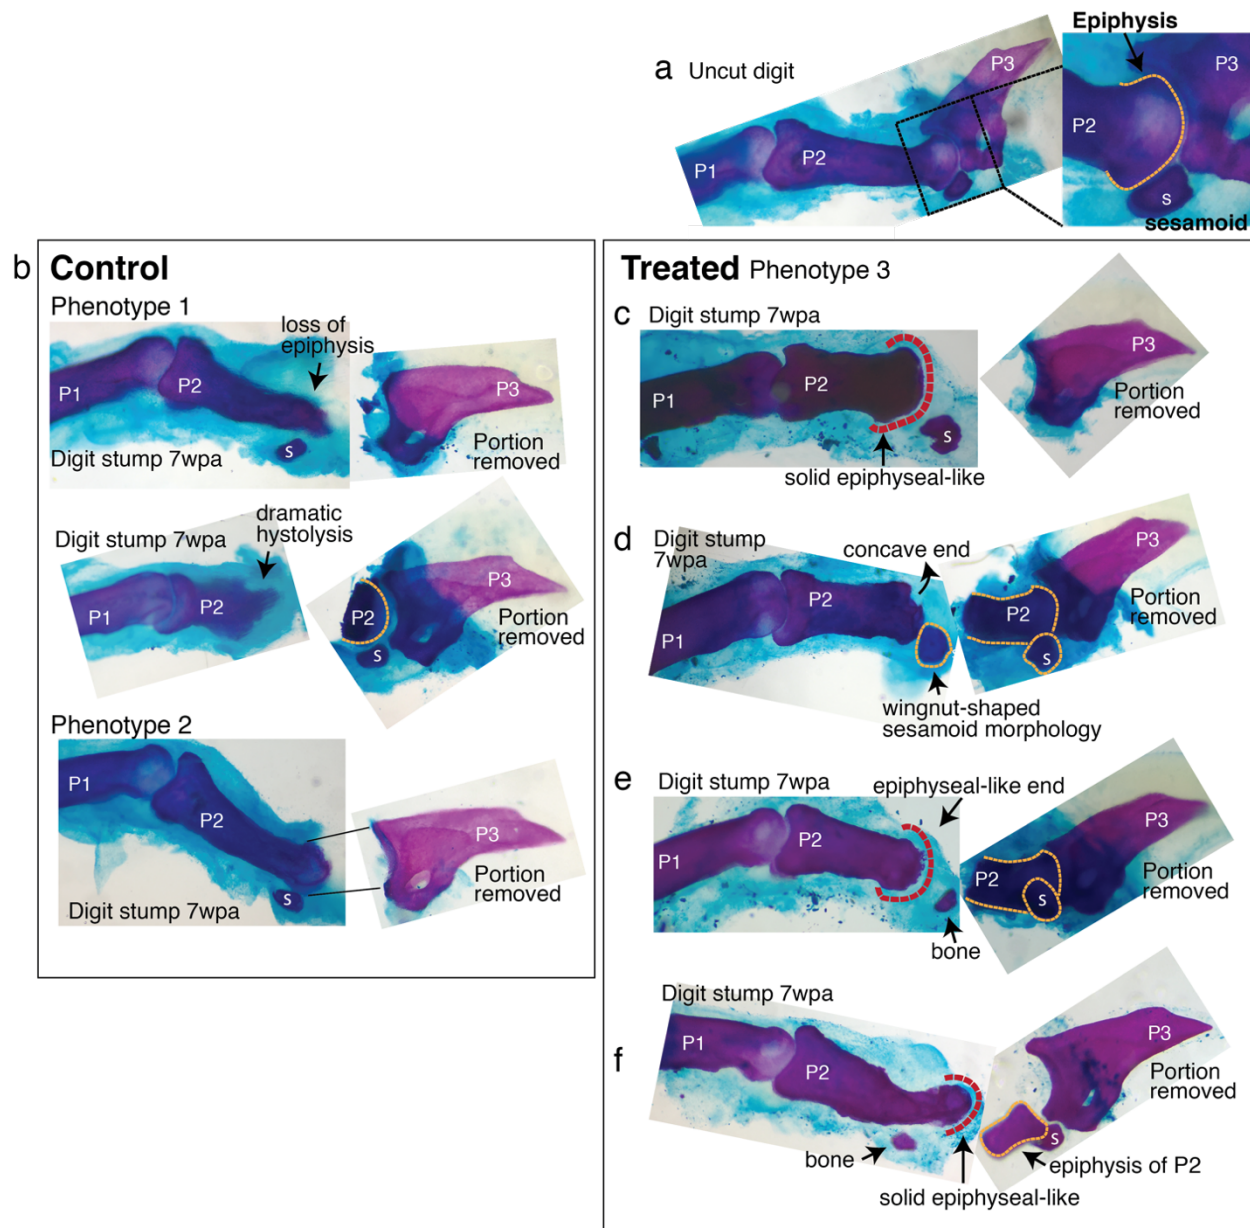 a Uncut digit
P1
P2
P3
Epiphysis
P3
P2
s
sesamoid
b Control
Phenotype 1
loss of
epiphysis
P1
P2
s
Digit stump 7wpa
P3
Portion
removed
dramatic
hystolysis
Digit stump 7wpa
P1
P2
P2
s
P3
Portion
removed
Phenotype 2
P1
P2
s
Digit stump 7wpa
P3
Portion
removed
Treated Phenotype 3
c Digit stump 7wpa
P1
P2
s
solid epiphyseal-like
P3
Portion
removed
d Digit stump
7wpa
concave end
P1
P2
wingnut-shaped
sesamoid morphology
P2
s
P3
Portion
removed
e
Digit stump 7wpa
epiphyseal-like end
P1
P2
bone
P2
s
P3
Portion
removed
Digit stump 7wpa
f
P1
P2
bone
solid epiphyseal-like
P3
Portion
removed
s
epiphysis of P2